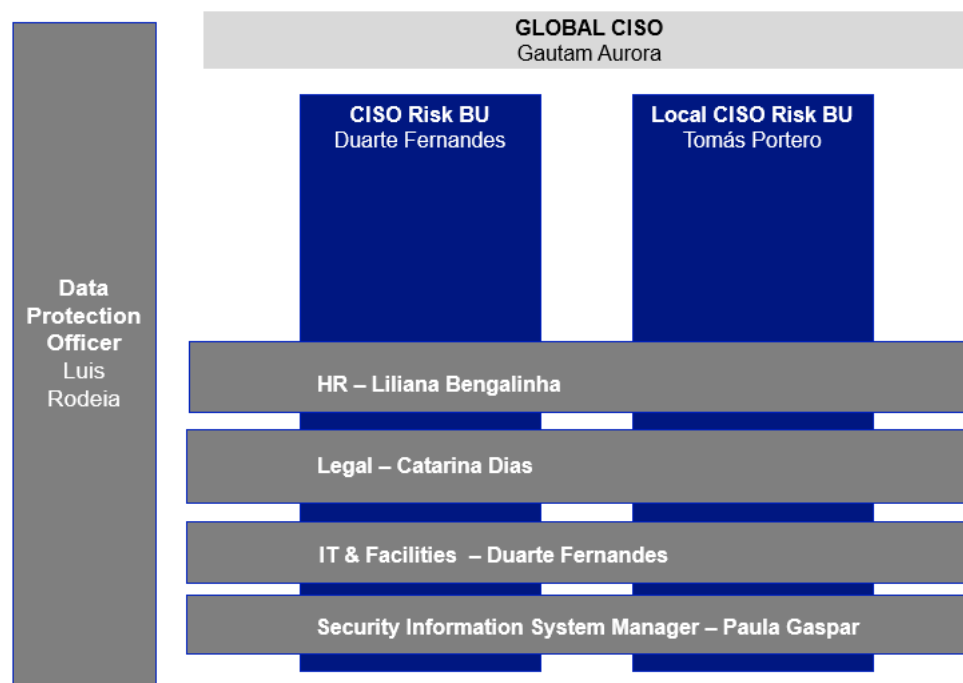 GLOBAL CISO
Gautam Aurora
CISO Risk BU
Duarte Fernandes
Local CISO Risk BU
Tomás Portero
Data
Protection
Officer
Luis
Rodeia
HR – Liliana Bengalinha
Legal – Catarina Dias
IT & Facilities – Duarte Fernandes
Security Information System Manager – Paula Gaspar